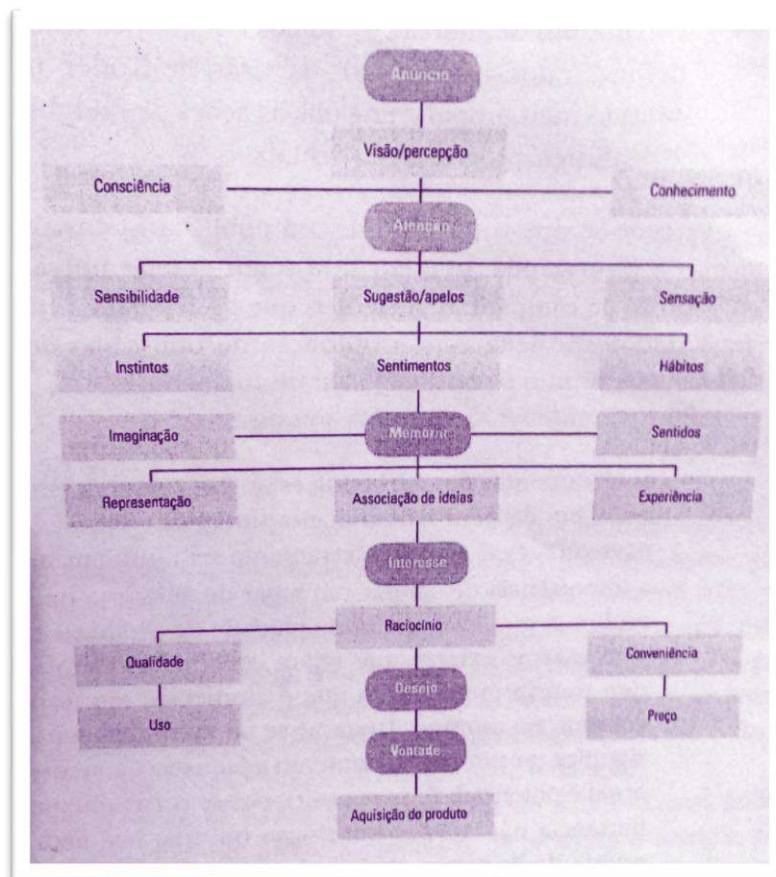 Anúncio
Visão/percepção
Consciência
Conhecimento
Atenção
Sensibilidade
Sugestão/apelos
Sensação
Instintos
Sentimentos
Hábitos
Imaginação
Memória
Sentidos
Representação
Associação de ideias
Experiência
Interesse
Raciocínio
Qualidade
Conveniência
Desejo
Uso
Preço
Vontade
Aquisição do produto